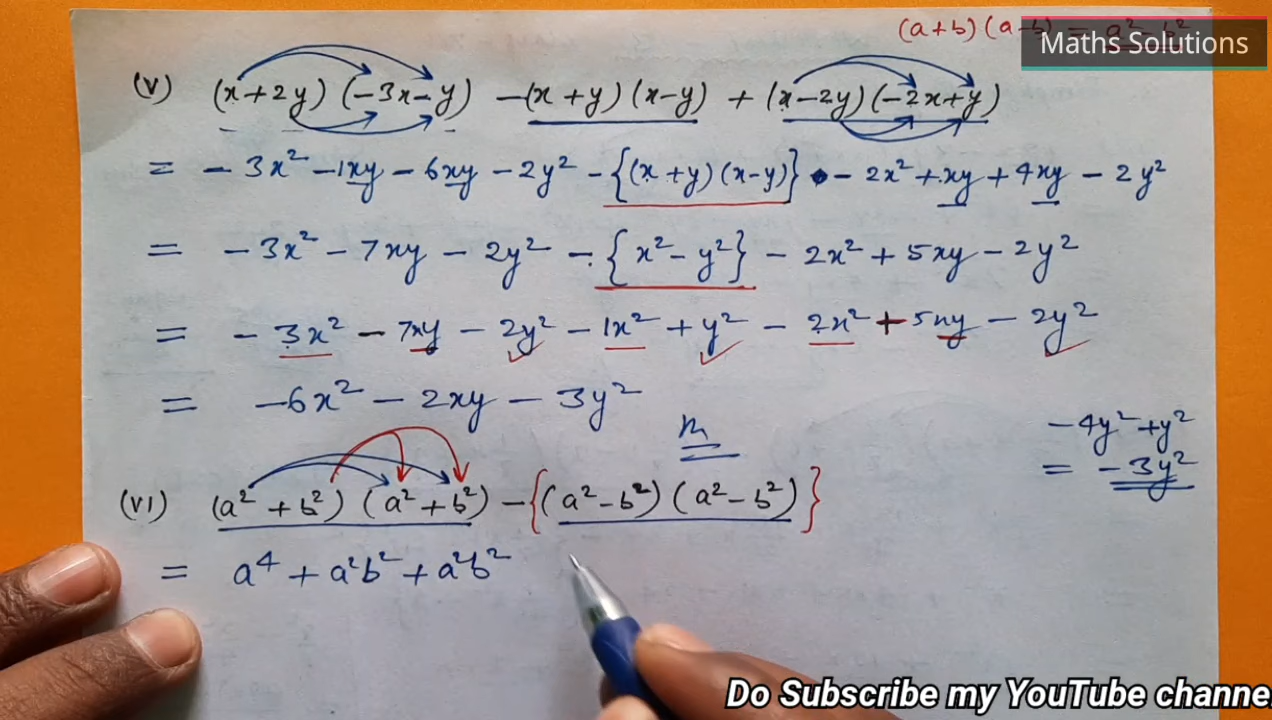 (a+b) (a-b) = a² - b²
Maths Solutions
(v) (x+2y) (-3x-y) -(x+y) (x-y) + (x-2y)(-2x+y)
= - 3x² -1xy - 6xy - 2y² -{(x+y) (x-y)} - 2x² + xy + 4xy - 2y²
= -3x² - 7xy - 2y² - {x² - y²} - 2x² + 5xy - 2y²
= - 3x² - 7xy - 2y² - 1x² + y² - 2x² + 5xy - 2y²
= -6x² - 2xy - 3y²
-4y² + y²
= -3y²
(VI) (a² + b²) (a² + b²) -{(a² - b²) (a² - b²)}
= a⁴ + a²b² + a²b²
Do Subscribe my YouTube channe